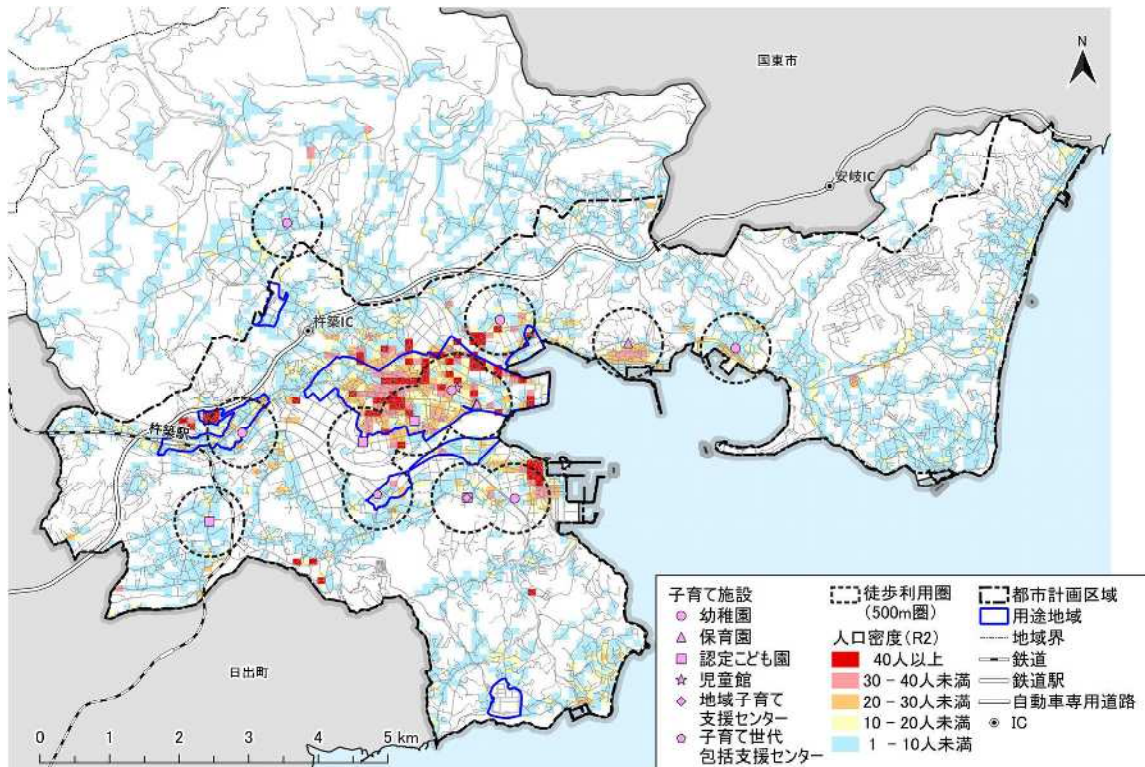 国東市
N
安岐IC
杵築IC
杵築駅
日出町
0 1 2 3 4 5 km
子育て施設
幼稚園
保育園
認定こども園
児童館
地域子育て
支援センター
子育て世代
包括支援センター
徒歩利用圏
(500m圏)
人口密度(R2)
40人以上
30 - 40人未満
20 - 30人未満
10 - 20人未満
1 - 10人未満
都市計画区域
用途地域
地域界
鉄道
鉄道駅
自動車専用道路
IC